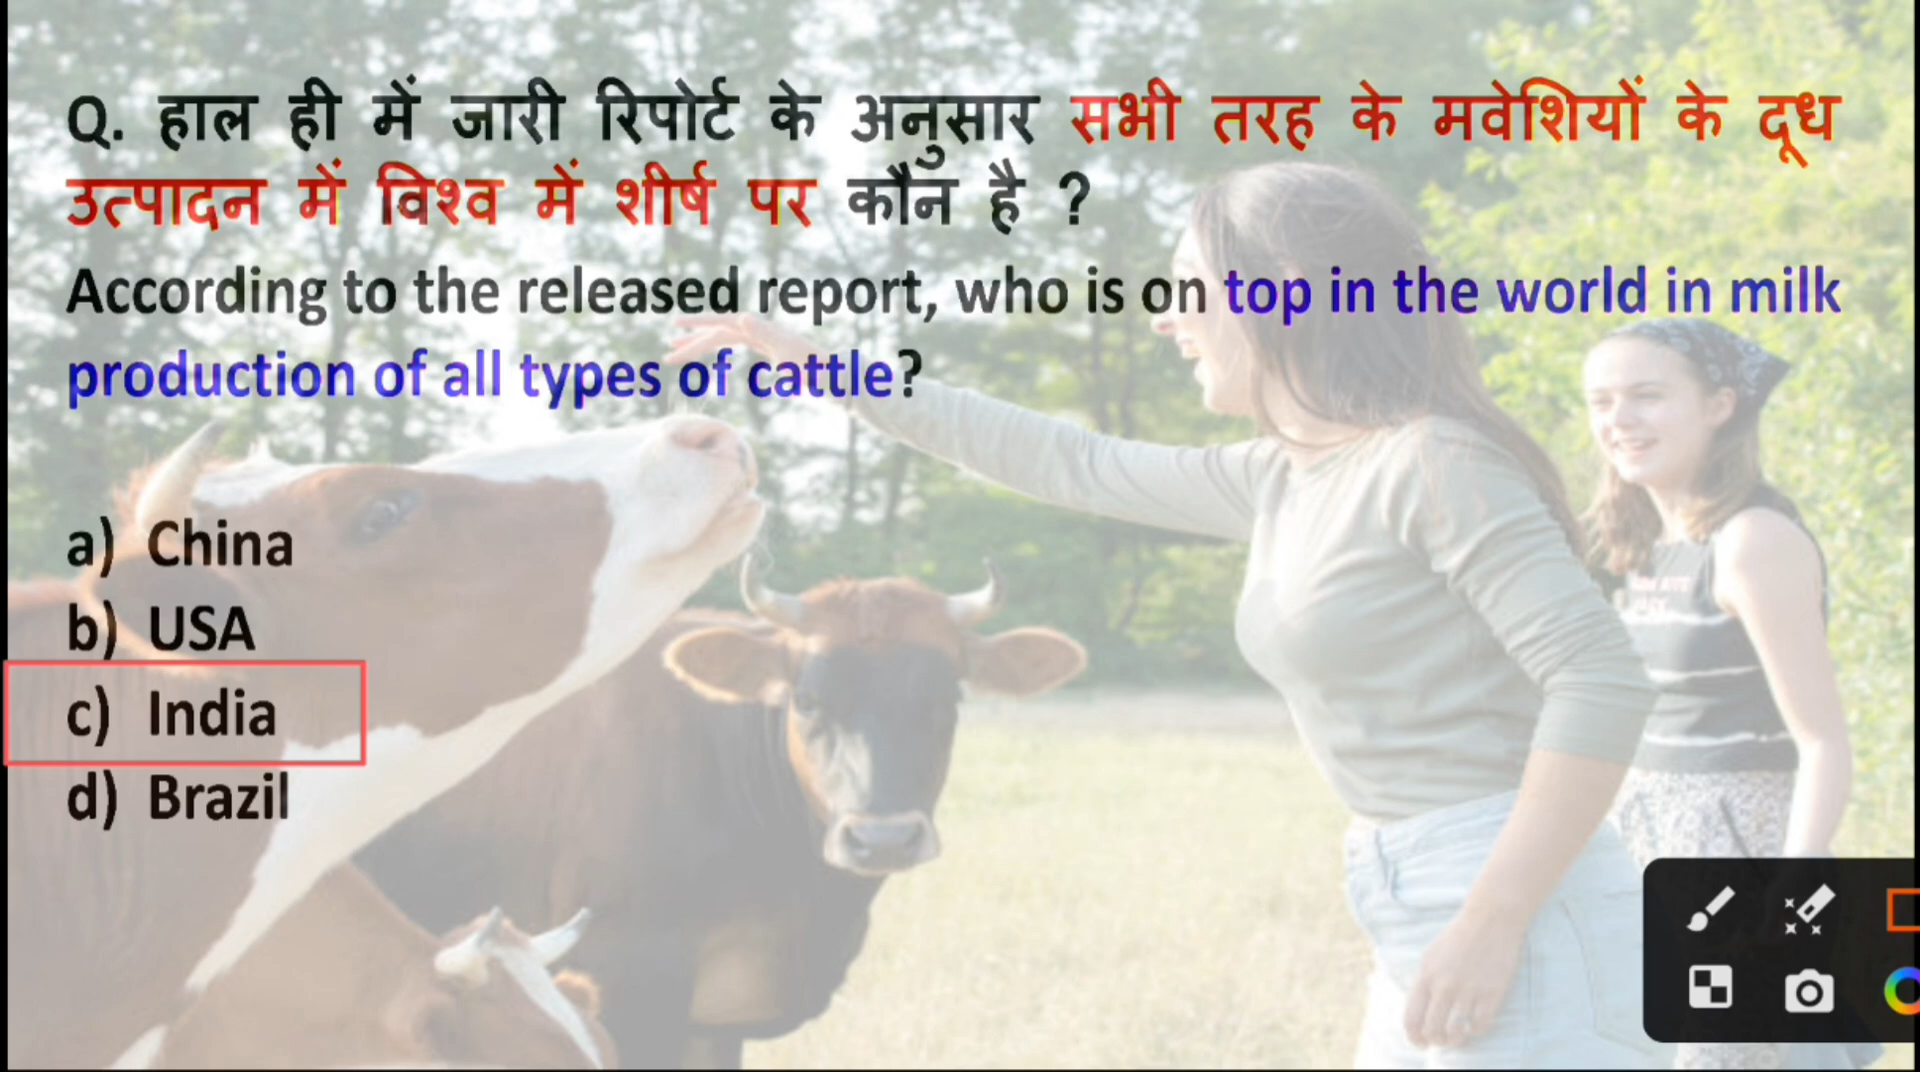 Q. हाल ही में जारी रिपोर्ट के अनुसार सभी तरह के मवेशियों के दूध
उत्पादन में विश्व में शीर्ष पर कौन है ?
According to the released report, who is on top in the world in milk
production of all types of cattle?
a) China
b) USA
c) India
d) Brazil